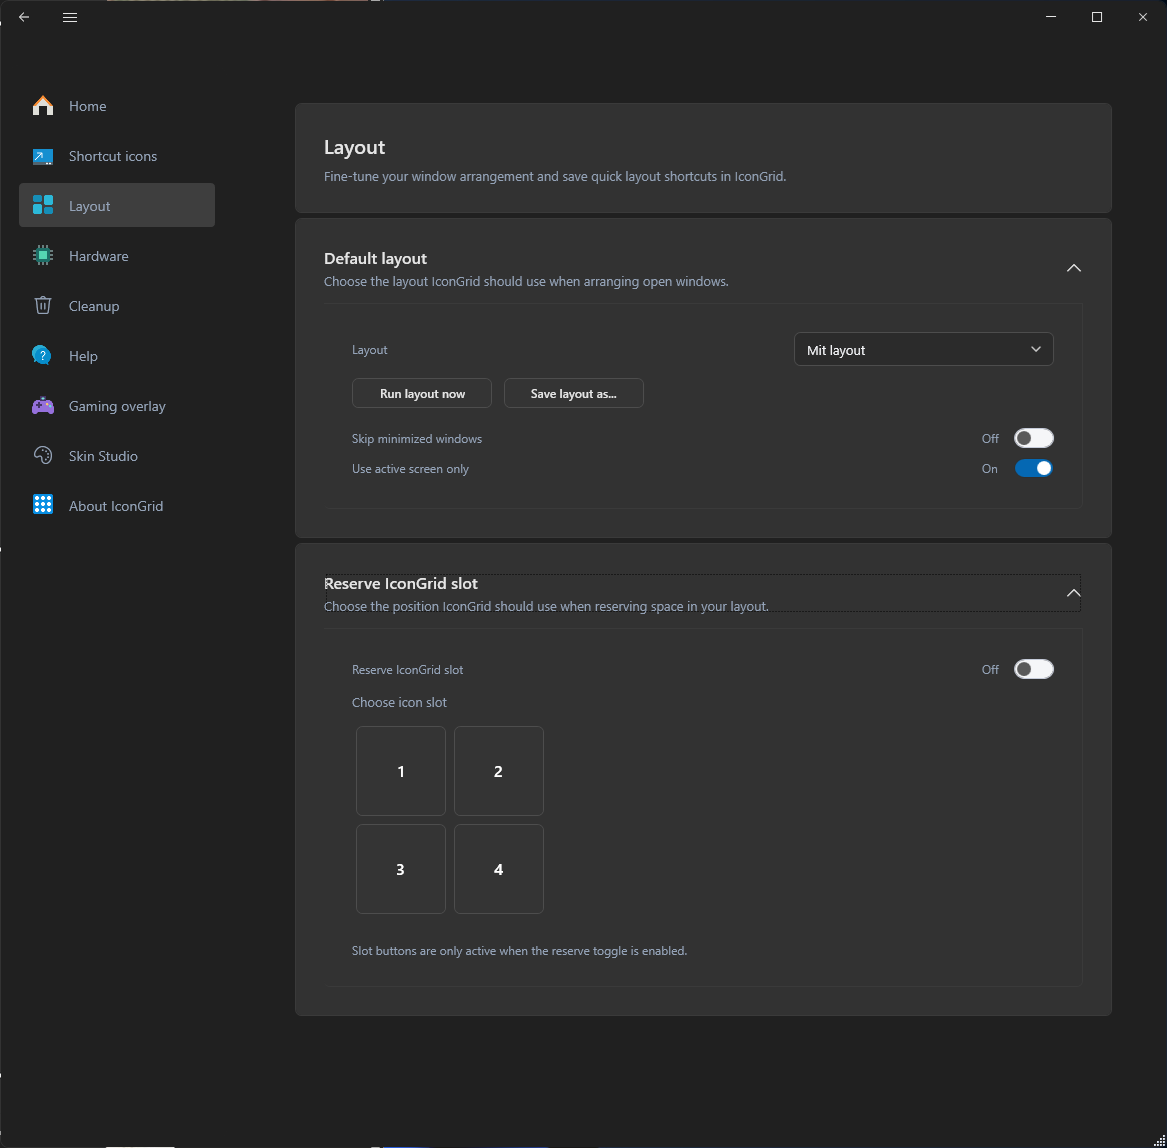 Home
Shortcut icons
Layout
Hardware
Cleanup
Help
Gaming overlay
Skin Studio
About IconGrid
Layout
Fine-tune your window arrangement and save quick layout shortcuts in IconGrid.
Default layout
Choose the layout IconGrid should use when arranging open windows.
Layout
Mit layout
Run layout now
Save layout as...
Skip minimized windows
Off
Use active screen only
On
Reserve IconGrid slot
Choose the position IconGrid should use when reserving space in your layout.
Reserve IconGrid slot
Off
Choose icon slot
1
2
3
4
Slot buttons are only active when the reserve toggle is enabled.